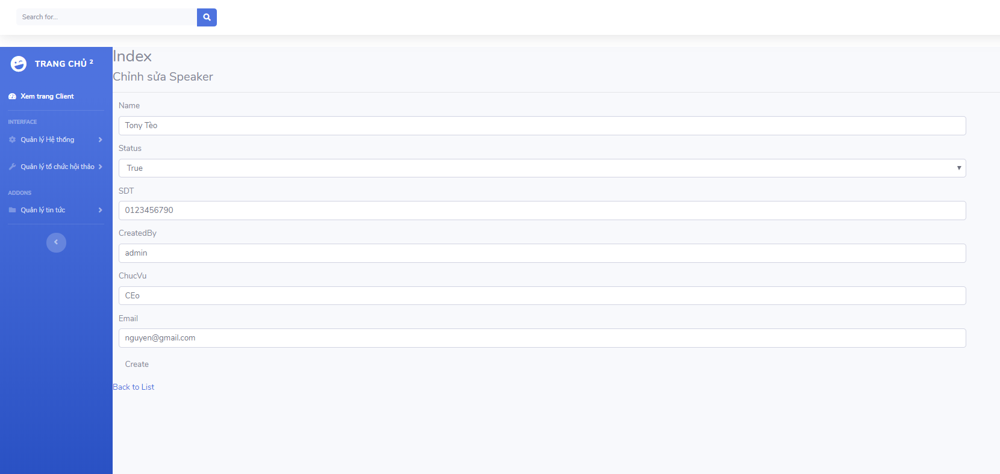 Search for...
TRANG CHỦ 2
Xem trang Client
INTERFACE
Quản lý Hệ thống
Quản lý tổ chức hội thảo
ADDONS
Quản lý tin tức
Index
Chỉnh sửa Speaker
Name
Tony Tèo
Status
True
SDT
0123456790
CreatedBy
admin
ChucVu
CEo
Email
nguyen@gmail.com
Create
Back to List